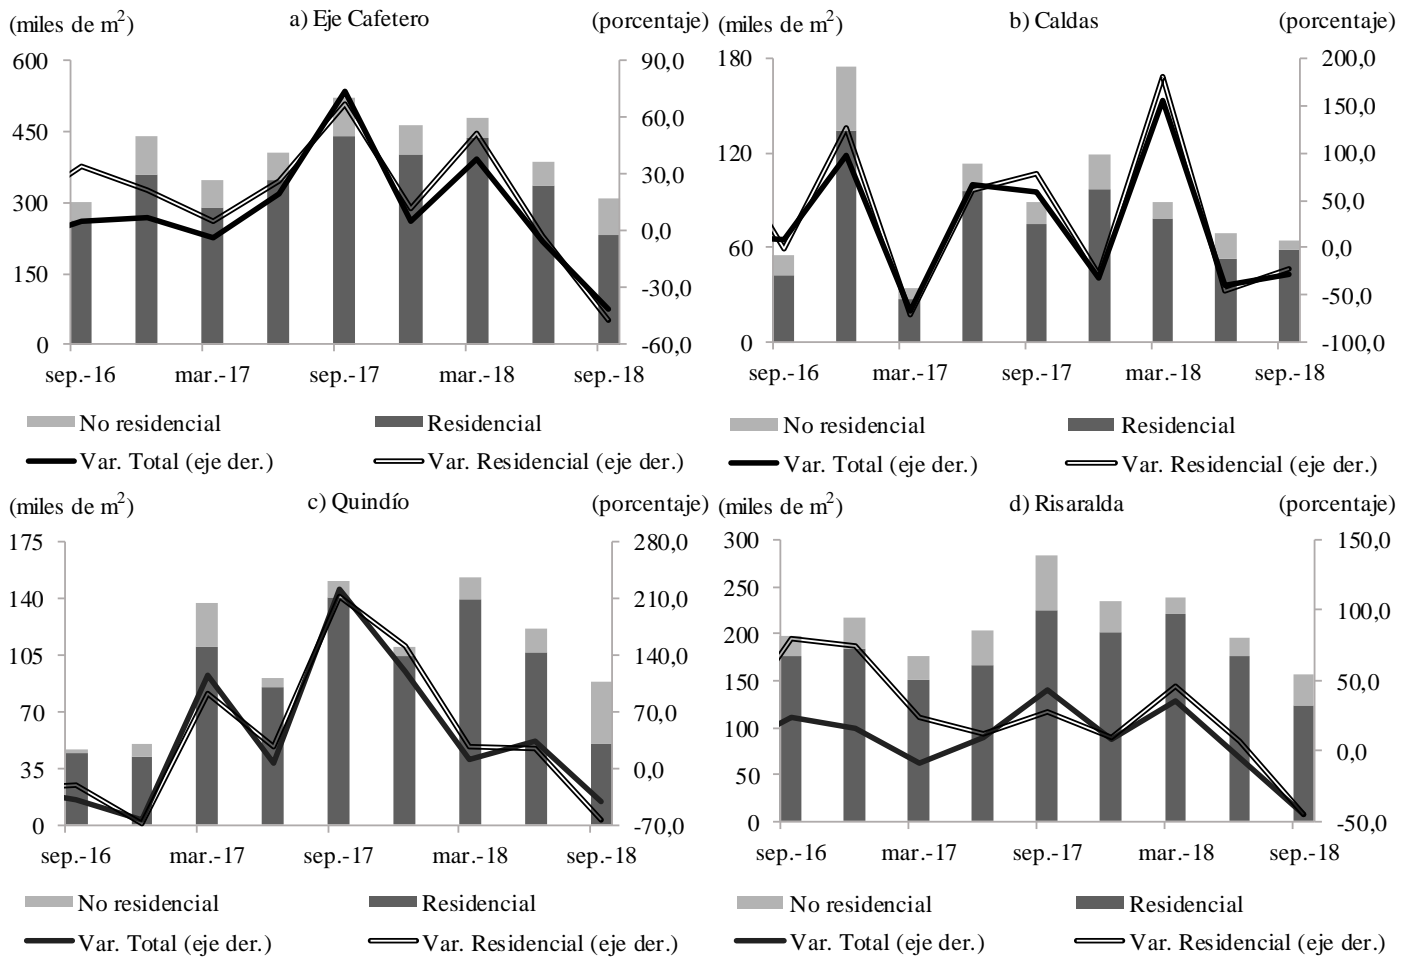 (miles de m2) a) Eje Cafetero (porcentaje)
600 90,0
450 60,0
300 30,0
150 0,0
0 -30,0
-60,0
sep.-16 mar.-17 sep.-17 mar.-18 sep.-18
No residencial Residencial
Var. Total (eje der.) Var. Residencial (eje der.)
(miles de m2) b) Caldas (porcentaje)
180 200,0
120 150,0
60 100,0
0 50,0
0,0
-50,0
-100,0
sep.-16 mar.-17 sep.-17 mar.-18 sep.-18
No residencial Residencial
Var. Total (eje der.) Var. Residencial (eje der.)
(miles de m2) c) Quindío (porcentaje)
175 280,0
140 210,0
105 140,0
70 70,0
35 0,0
0 -70,0
sep.-16 mar.-17 sep.-17 mar.-18 sep.-18
No residencial Residencial
Var. Total (eje der.) Var. Residencial (eje der.)
(miles de m2) d) Risaralda (porcentaje)
300 150,0
250 100,0
200 50,0
150 0,0
100 -50,0
50
0
sep.-16 mar.-17 sep.-17 mar.-18 sep.-18
No residencial Residencial
Var. Total (eje der.) Var. Residencial (eje der.)